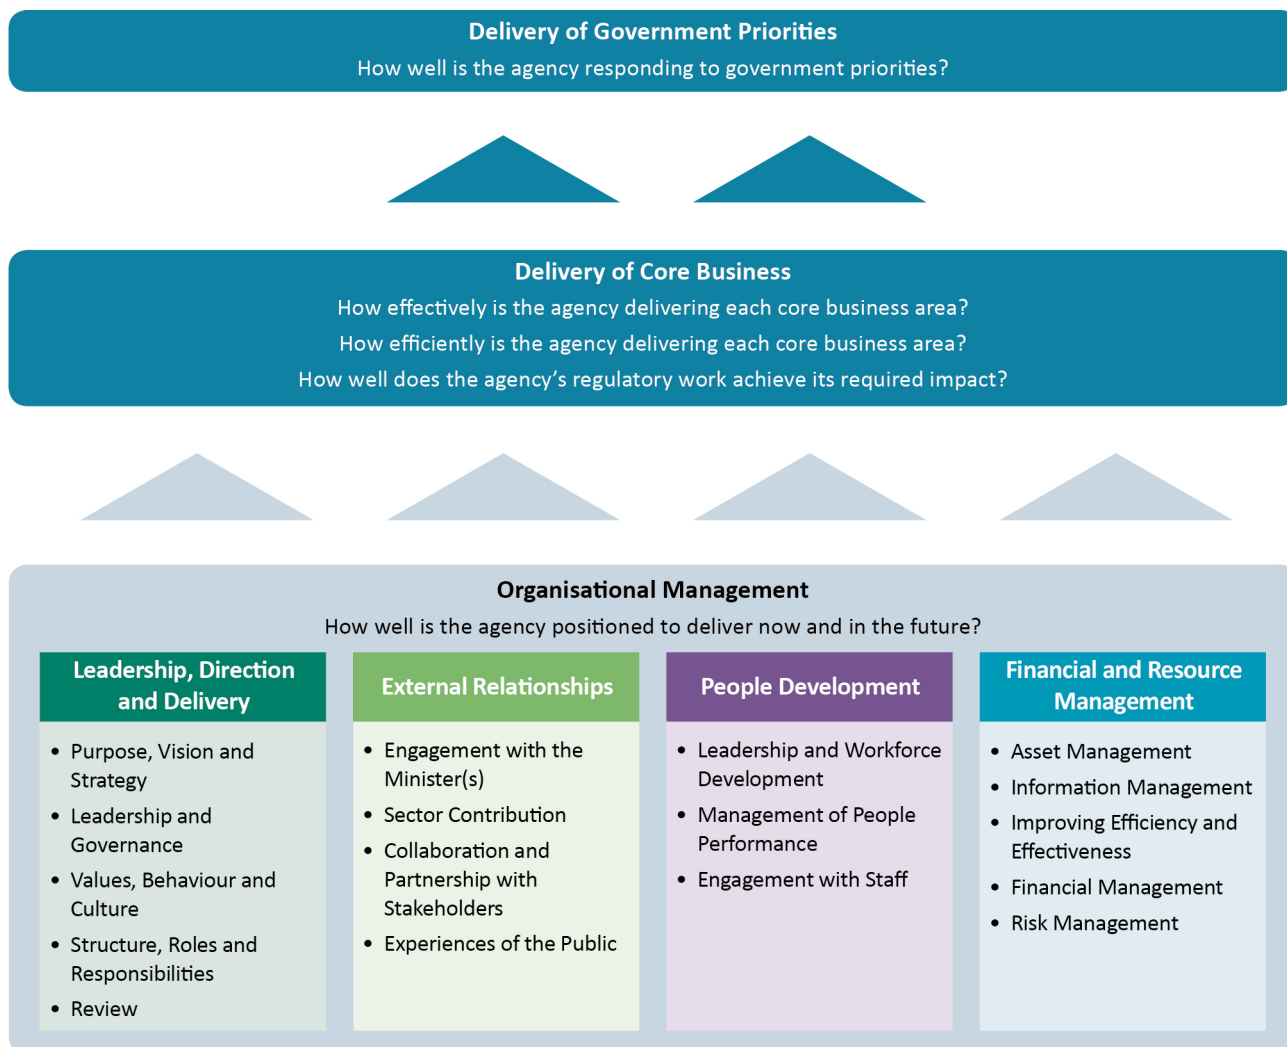 Delivery of Government Priorities
How well is the agency responding to government priorities?
Delivery of Core Business
How effectively is the agency delivering each core business area?
How efficiently is the agency delivering each core business area?
How well does the agency’s regulatory work achieve its required impact?
Organisational Management
How well is the agency positioned to deliver now and in the future?
Leadership, Direction
and Delivery
• Purpose, Vision and
Strategy
• Leadership and
Governance
• Values, Behaviour and
Culture
• Structure, Roles and
Responsibilities
• Review
External Relationships
• Engagement with the
Minister(s)
• Sector Contribution
• Collaboration and
Partnership with
Stakeholders
• Experiences of the Public
People Development
• Leadership and Workforce
Development
• Management of People
Performance
• Engagement with Staff
Financial and Resource
Management
• Asset Management
• Information Management
• Improving Efficiency and
Effectiveness
• Financial Management
• Risk Management